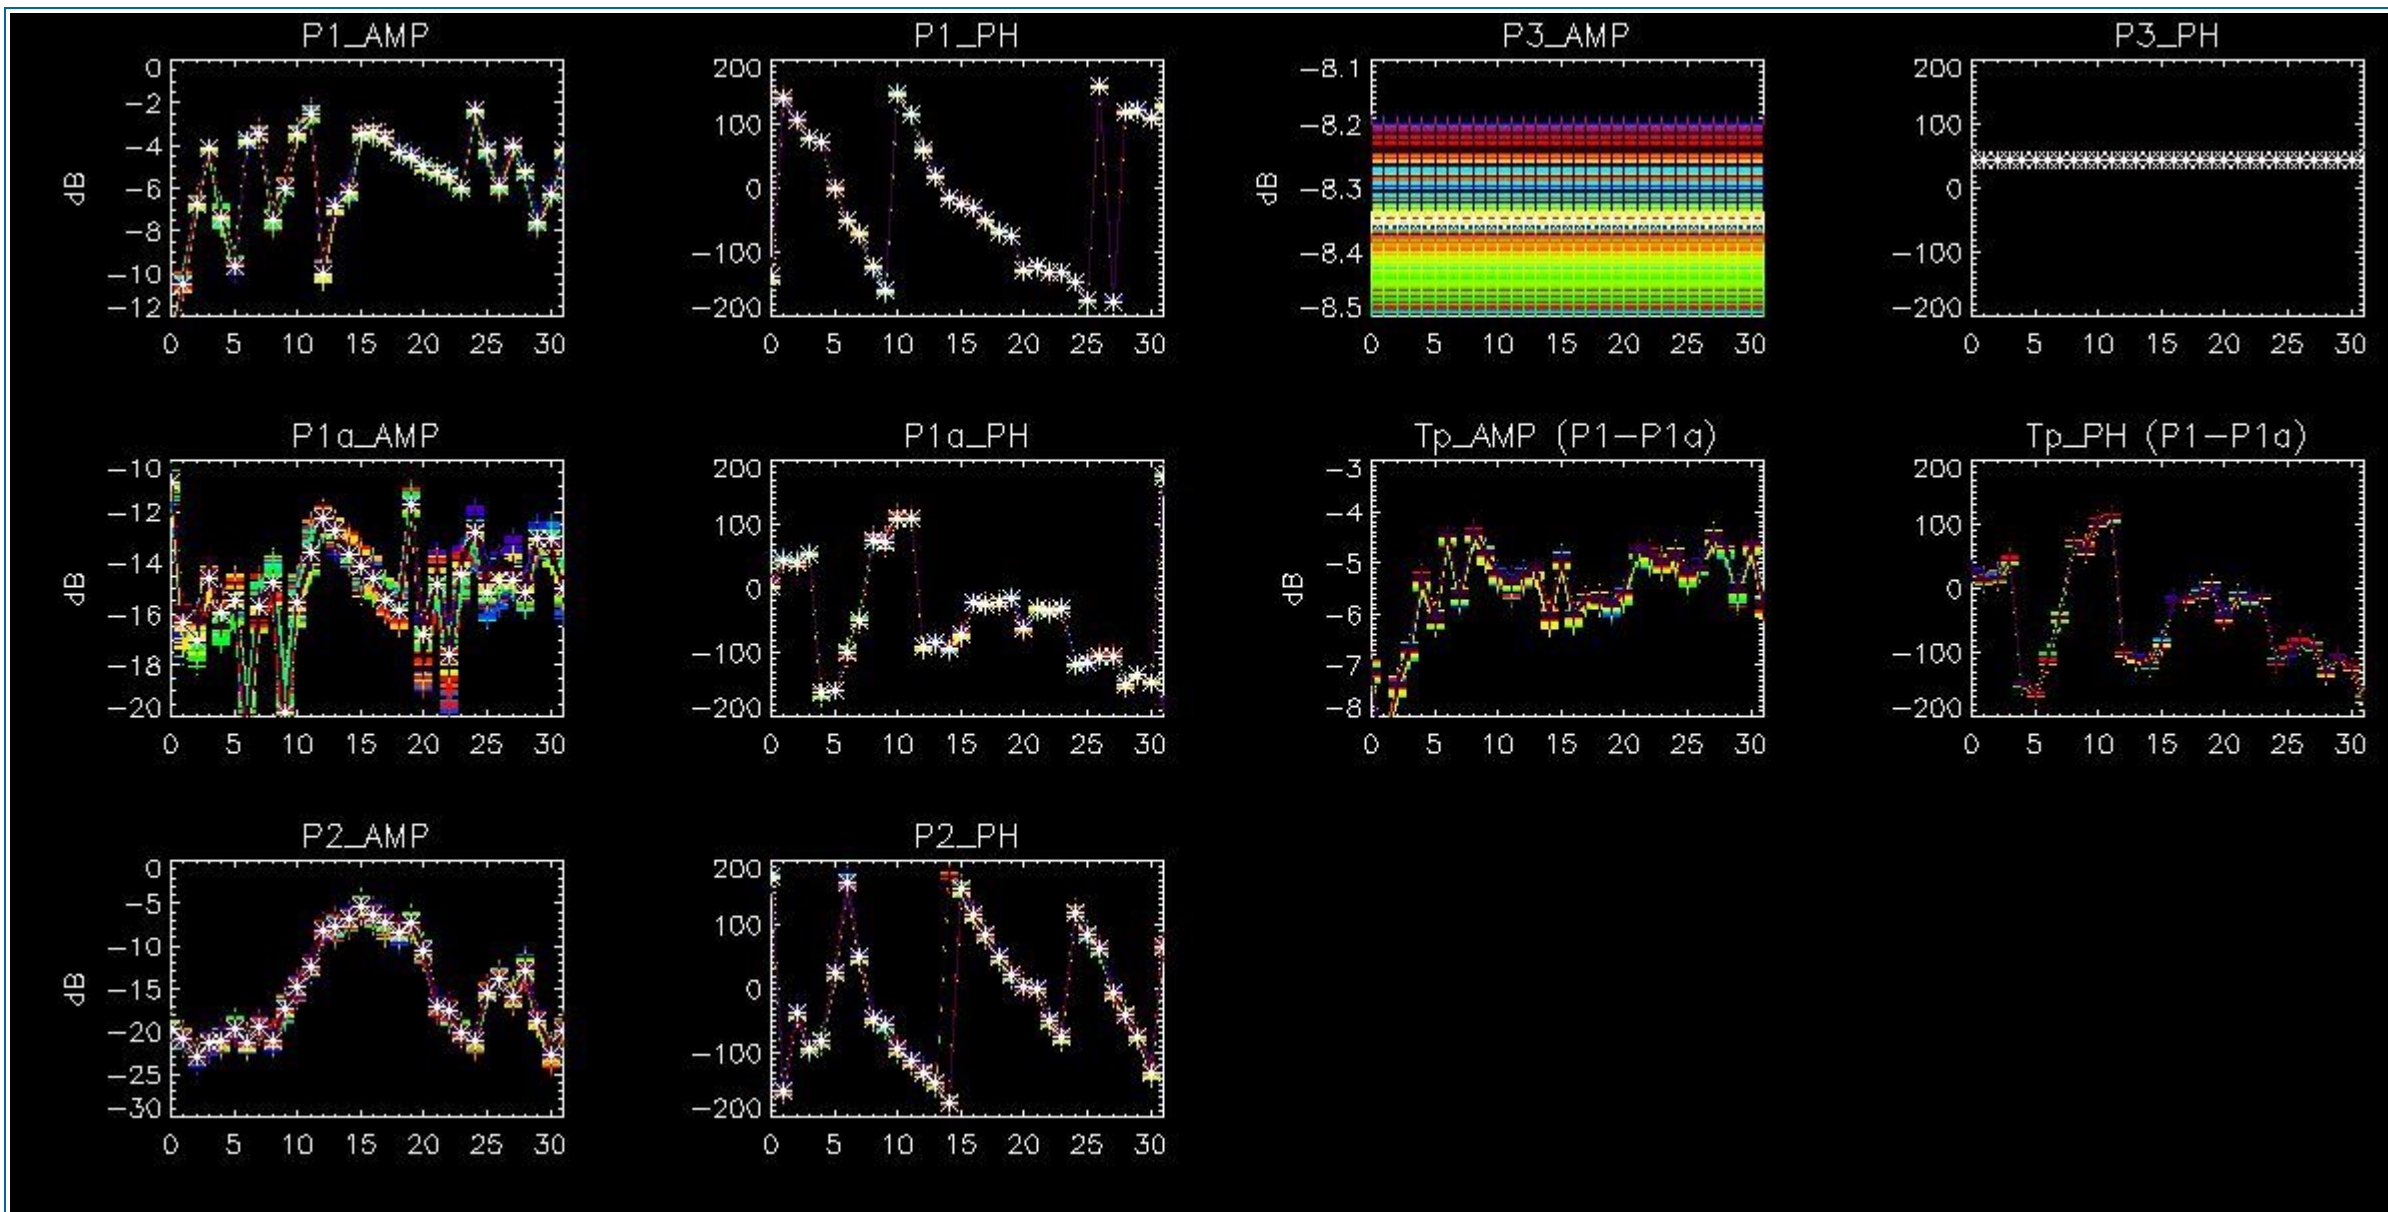 P1_AMP
P1_PH
P3_AMP
P3_PH
0
−2
−4
−6
−8
−10
−12
dB
0 5 10 15 20 25 30
200
100
0
−100
−200
0 5 10 15 20 25 30
−8.1
−8.2
−8.3
−8.4
−8.5
dB
0 5 10 15 20 25 30
200
100
0
−100
−200
0 5 10 15 20 25 30
P1a_AMP
P1a_PH
Tp_AMP (P1−P1a)
Tp_PH (P1−P1a)
−10
−12
−14
−16
−18
−20
dB
0 5 10 15 20 25 30
200
100
0
−100
−200
0 5 10 15 20 25 30
−3
−4
−5
−6
−7
−8
dB
0 5 10 15 20 25 30
200
100
0
−100
−200
0 5 10 15 20 25 30
P2_AMP
P2_PH
0
−5
−10
−15
−20
−25
−30
dB
0 5 10 15 20 25 30
200
100
0
−100
−200
0 5 10 15 20 25 30